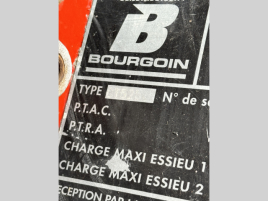 BOURGOIN
TYPE N° de sé
P.T.A.C.
P.T.R.A.
CHARGE MAXI ESSIEU 1
CHARGE MAXI ESSIEU 2